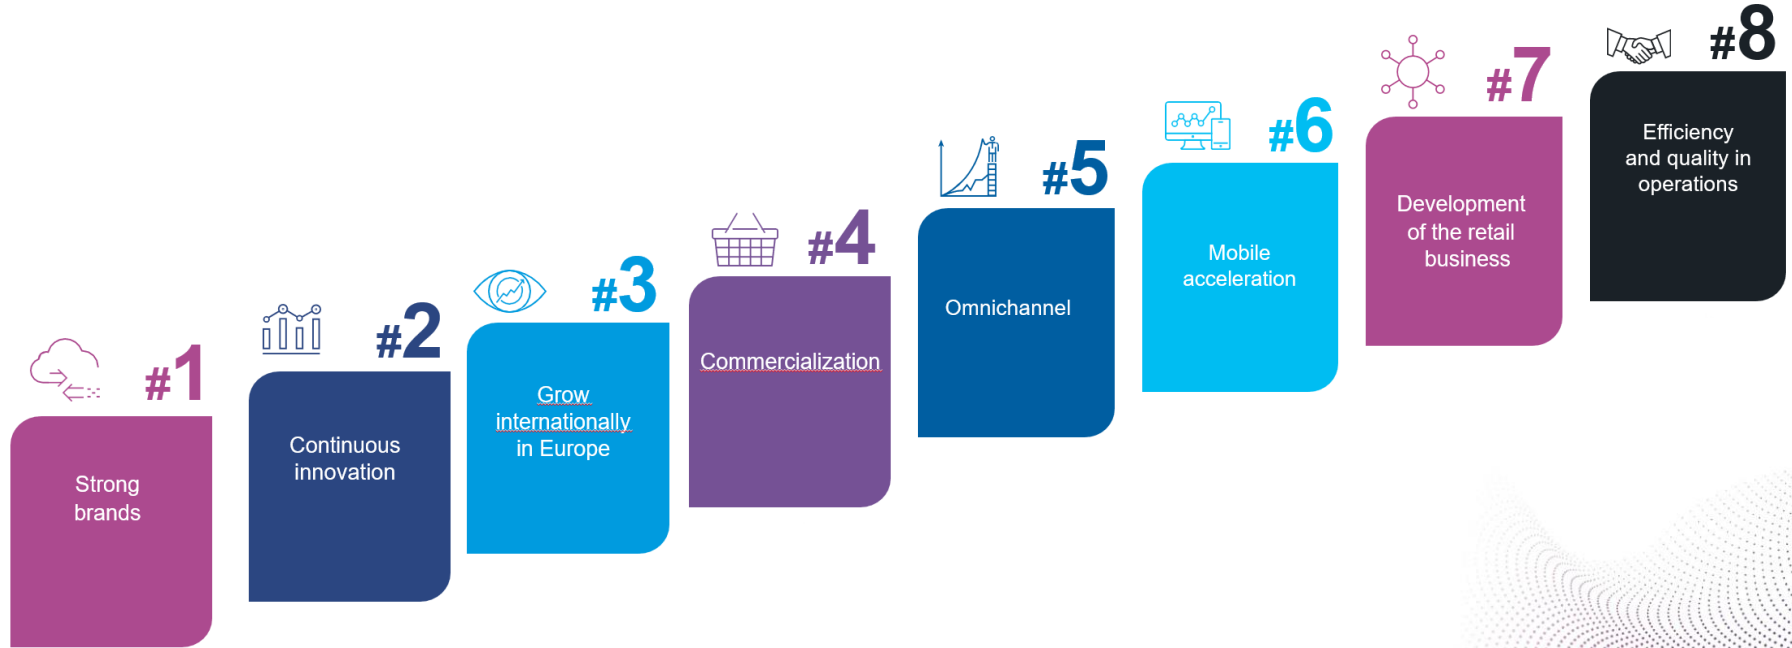 #1
Strong
brands
#2
Continuous
innovation
#3
Grow
internationally
in Europe
#4
Commercialization
#5
Omnichannel
#6
Mobile
acceleration
#7
Development
of the retail
business
#8
Efficiency
and quality in
operations